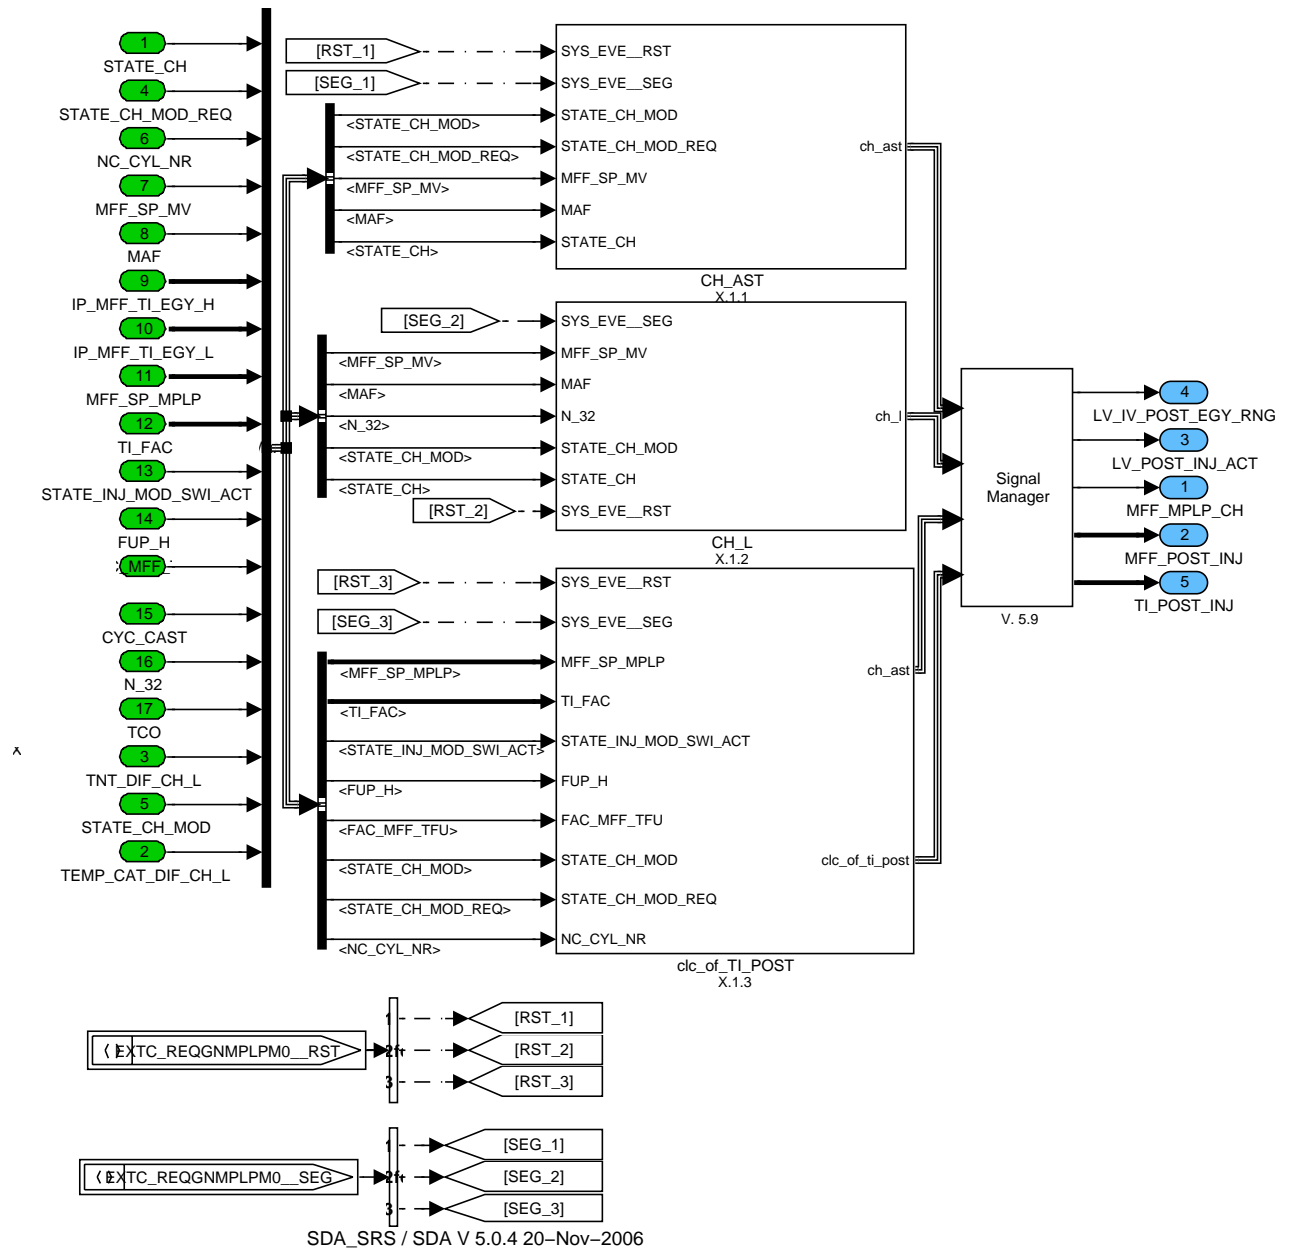 1
STATE_CH
4
STATE_CH_MOD_REQ
6
NC_CYL_NR
7
MFF_SP_MV
8
MAF
9
IP_MFF_TI_EGY_H
10
IP_MFF_TI_EGY_L
11
MFF_SP_MPLP
12
TI_FAC
13
STATE_INJ_MOD_SWI_ACT
14
FUP_H
MFF
15
CYC_CAST
16
N_32
17
TCO
3
TNT_DIF_CH_L
5
STATE_CH_MOD
2
TEMP_CAT_DIF_CH_L
[RST_1]
[SEG_1]
<STATE_CH_MOD>
<STATE_CH_MOD_REQ>
<MFF_SP_MV>
<MAF>
<STATE_CH>
SYS_EVE__RST
SYS_EVE__SEG
STATE_CH_MOD
STATE_CH_MOD_REQ
MFF_SP_MV
MAF
STATE_CH
ch_ast
CH_AST
X.1.1
[SEG_2]
<MFF_SP_MV>
<MAF>
<N_32>
<STATE_CH_MOD>
<STATE_CH>
[RST_2]
SYS_EVE__SEG
MFF_SP_MV
MAF
N_32
STATE_CH_MOD
STATE_CH
SYS_EVE__RST
ch_l
CH_L
X.1.2
[RST_3]
[SEG_3]
<MFF_SP_MPLP>
<TI_FAC>
<STATE_INJ_MOD_SWI_ACT>
<FUP_H>
<FAC_MFF_TFU>
<STATE_CH_MOD>
<STATE_CH_MOD_REQ>
<NC_CYL_NR>
SYS_EVE__RST
SYS_EVE__SEG
MFF_SP_MPLP
TI_FAC
STATE_INJ_MOD_SWI_ACT
FUP_H
FAC_MFF_TFU
STATE_CH_MOD
STATE_CH_MOD_REQ
NC_CYL_NR
ch_ast
clc_of_ti_post
clc_of_TI_POST
X.1.3
Signal
Manager
V. 5.9
4
LV_IV_POST_EGY_RNG
3
LV_POST_INJ_ACT
1
MFF_MPLP_CH
2
MFF_POST_INJ
5
TI_POST_INJ
EXTC_REQGNMPLPM0__RST
1
2
3
[RST_1]
[RST_2]
[RST_3]
EXTC_REQGNMPLPM0__SEG
1
2
3
[SEG_1]
[SEG_2]
[SEG_3]
SDA_SRS / SDA V 5.0.4 20−Nov−2006